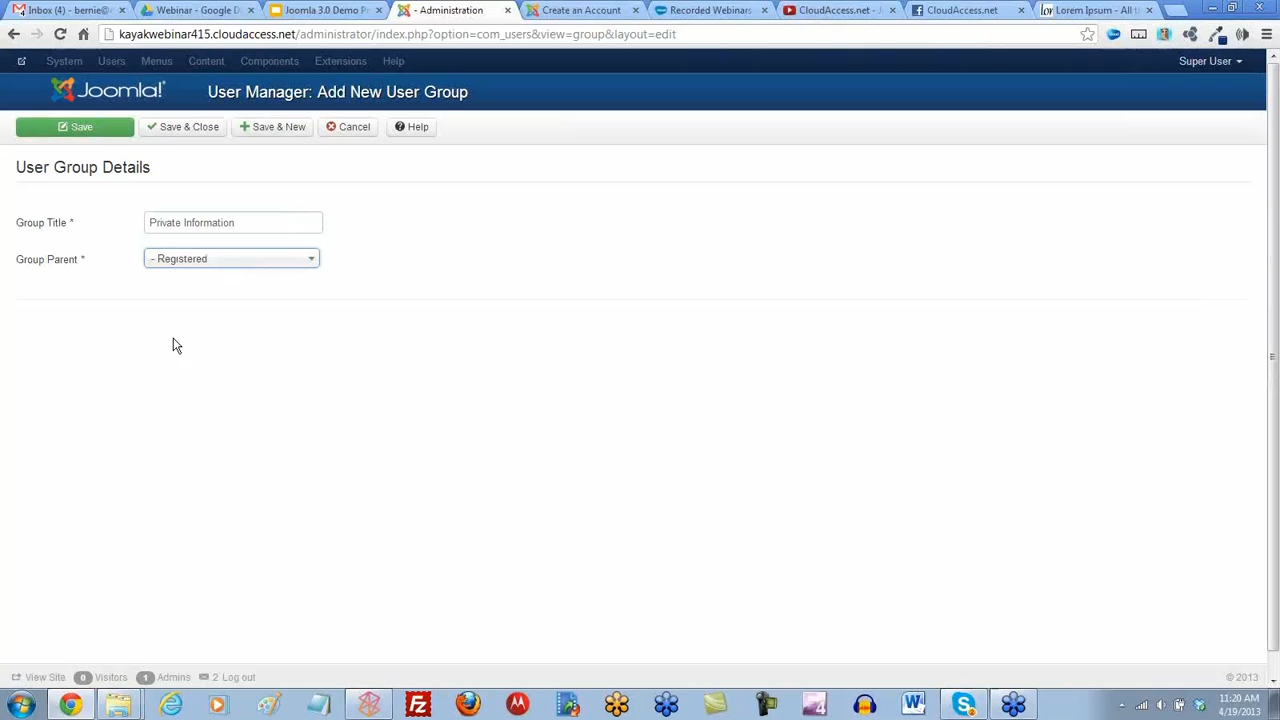 Inbox (4) - bernie@
Webinar - Google D
Joomla 3.0 Demo P
- Administration
Create an Account
Recorded Webinars
CloudAccess.net - J
CloudAccess.net
Lorem Ipsum - All t
kayakwebinar415.cloudaccess.net/administrator/index.php?option=com_users&view=group&layout=edit
System Users Menus Content Components Extensions Help Super User
Joomla! User Manager: Add New User Group
Save Save & Close Save & New Cancel Help
User Group Details
Group Title * Private Information
Group Parent * - Registered
View Site 0 Visitors 1 Admins 2 Log out © 2013
11:20 AM
4/19/2013